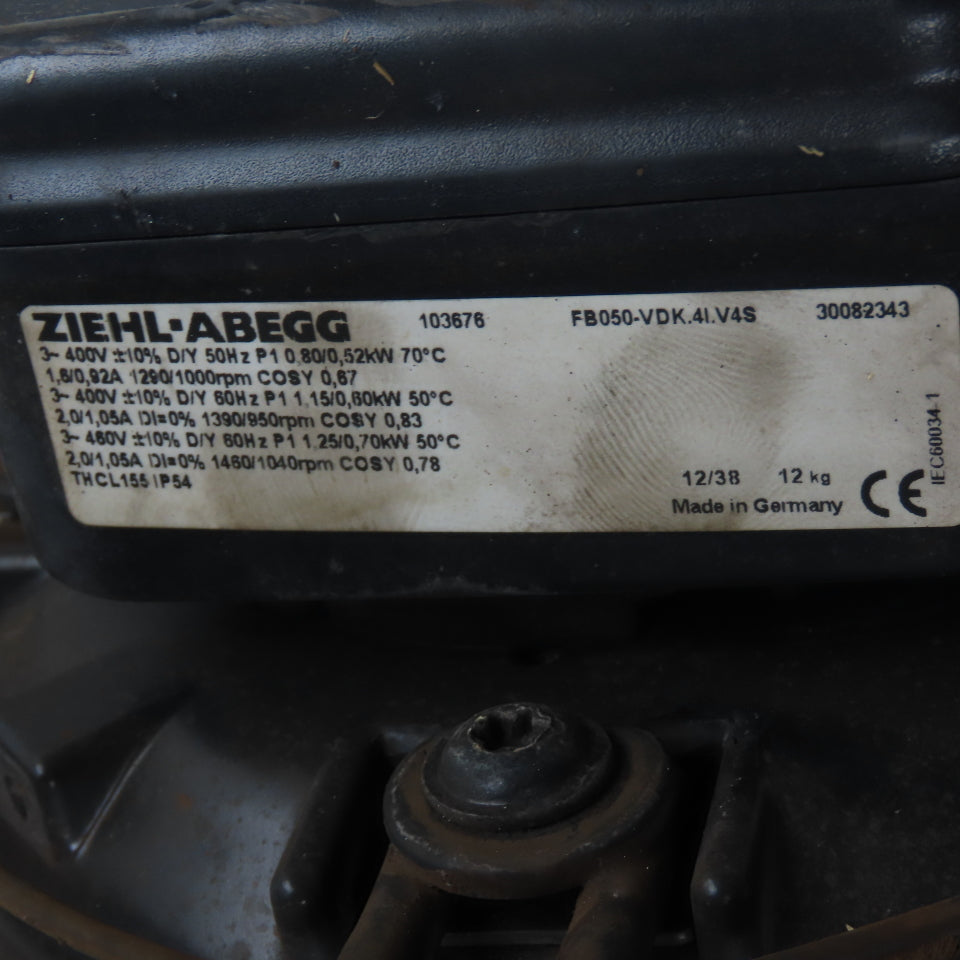 ZIEHL-ABEGG 103676 FB050-VDK.4I.V4S 30082343
3~ 400V ±10% D/Y 50Hz P1 0,80/0,52kW 70°C
1,6/0,92A 1290/1000rpm COSY 0,67
3~ 400V ±10% D/Y 60Hz P1 1,15/0,60kW 50°C
2,0/1,05A DI=0% 1390/950rpm COSY 0,83
3~ 460V ±10% D/Y 60Hz P1 1,25/0,70kW 50°C
2,0/1,05A DI=0% 1460/1040rpm COSY 0,78
THCL155 IP54
12/38 12 kg
Made in Germany
CE
IEC60034-1